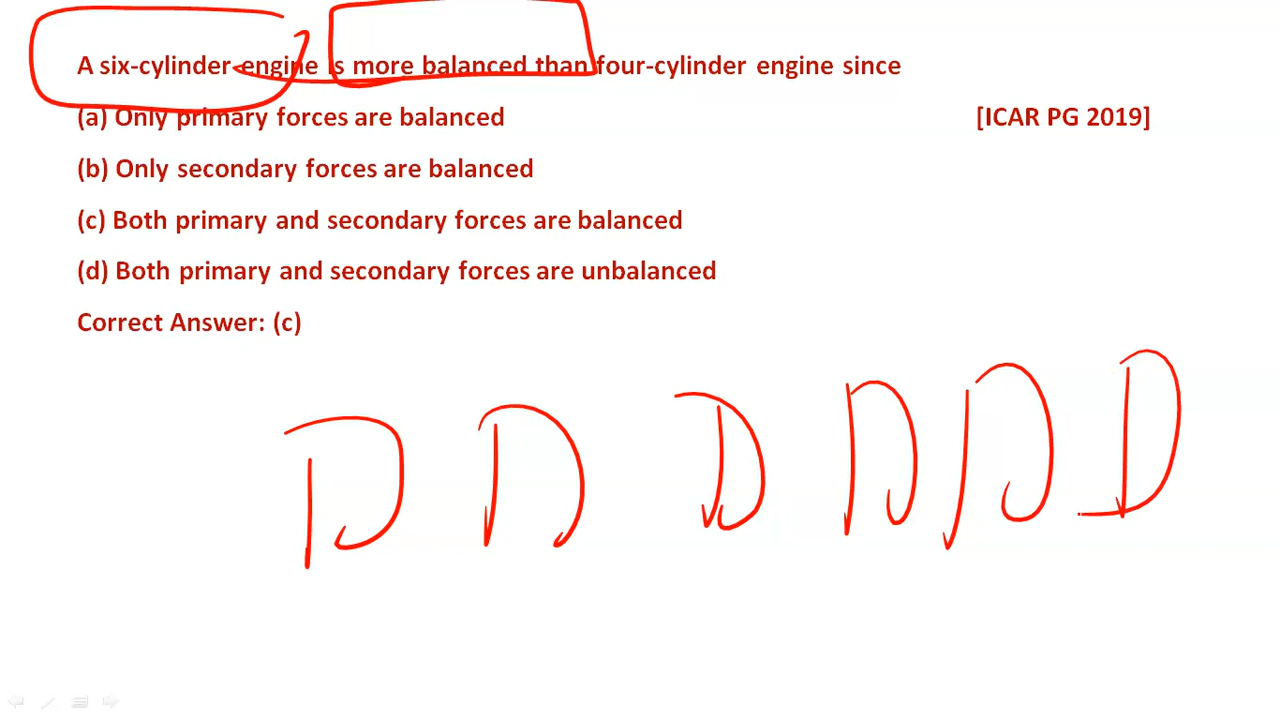 A six-cylinder engine is more balanced than four-cylinder engine since
(a) Only primary forces are balanced [ICAR PG 2019]
(b) Only secondary forces are balanced
(c) Both primary and secondary forces are balanced
(d) Both primary and secondary forces are unbalanced
Correct Answer: (c)
D D D D D D